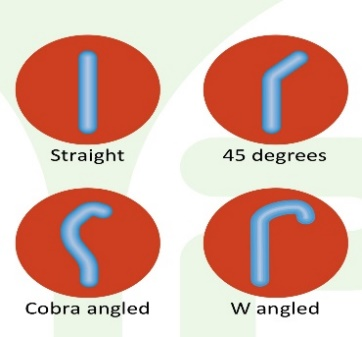 Straight
45 degrees
Cobra angled
W angled